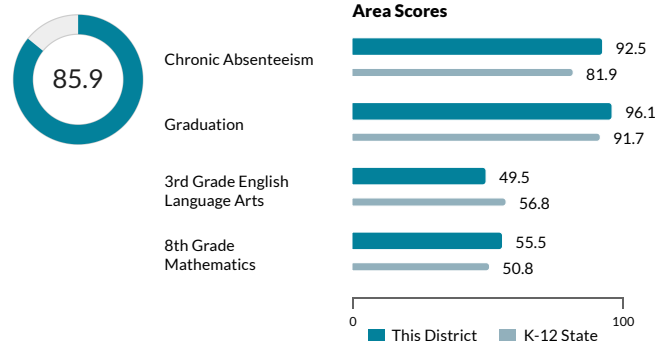 Area Scores
85.9
Chronic Absenteeism
92.5
81.9
Graduation
96.1
91.7
3rd Grade English
Language Arts
49.5
56.8
8th Grade
Mathematics
55.5
50.8
0
100
This District
K-12 State